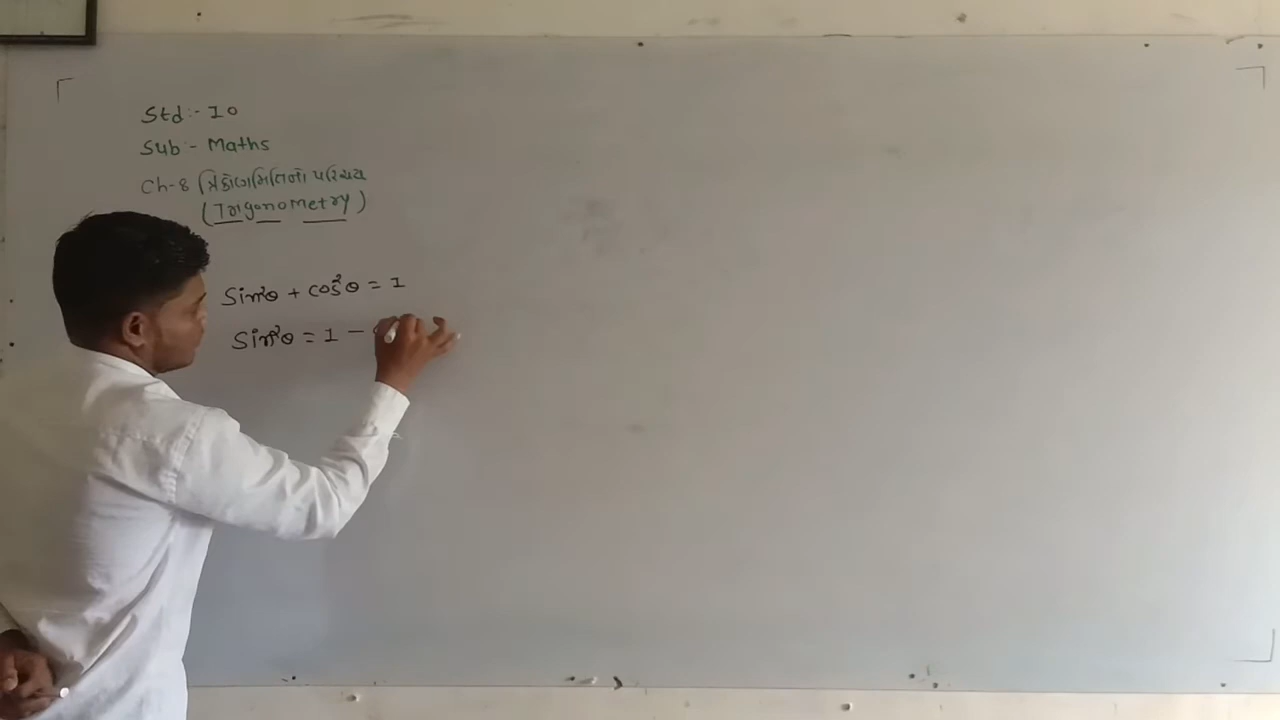 Std :- 10
Sub :- Maths
Ch-8 ત્રિકોણમિતિનો પરિચય
(Trigonometry)
Sin²θ + cos²θ = 1
Sin²θ = 1 -